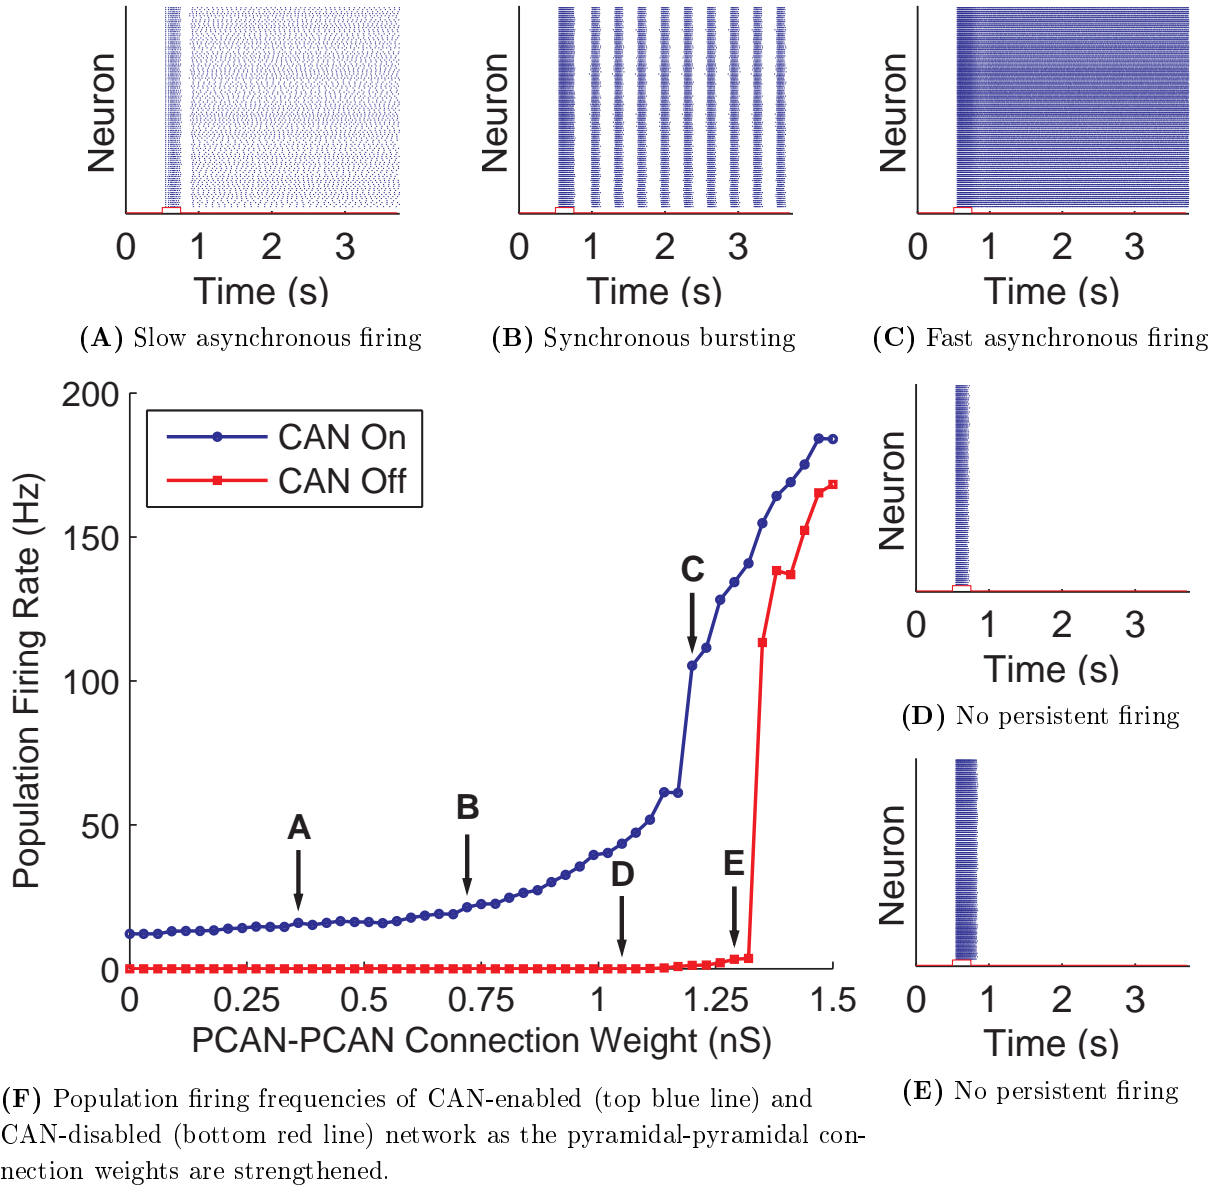 Neuron
0 1 2 3
Time (s)
(A) Slow asynchronous firing
Neuron
0 1 2 3
Time (s)
(B) Synchronous bursting
Neuron
0 1 2 3
Time (s)
(C) Fast asynchronous firing
Population Firing Rate (Hz)
200
150
100
50
0
CAN On
CAN Off
A
B
C
D
E
0 0.25 0.5 0.75 1 1.25 1.5
PCAN-PCAN Connection Weight (nS)
Neuron
0 1 2 3
Time (s)
(D) No persistent firing
Neuron
0 1 2 3
Time (s)
(E) No persistent firing
(F) Population firing frequencies of CAN-enabled (top blue line) and
CAN-disabled (bottom red line) network as the pyramidal-pyramidal con-
nection weights are strengthened.